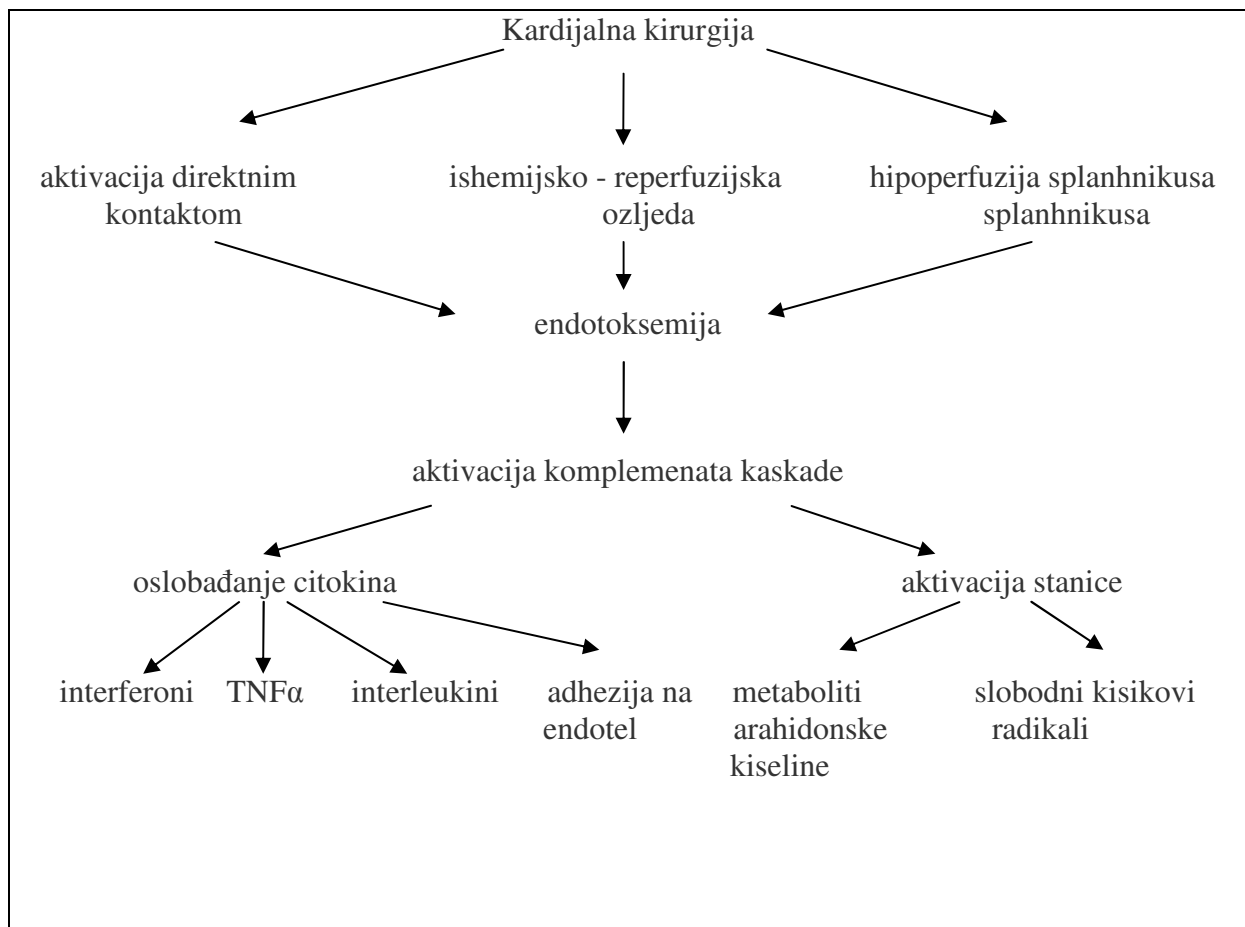 Kardijalna kirurgija
aktivacija direktnim
kontaktom
ishemijsko - reperfuzijska
ozljeda
hipoperfuzija splanhnikusa
splanhnikusa
endotoksemija
aktivacija komplemenata kaskade
oslobađanje citokina
aktivacija stanice
interferoni
TNFα
interleukini
adhezija na
endotel
metaboliti
arahidonske
kiseline
slobodni kisikovi
radikali